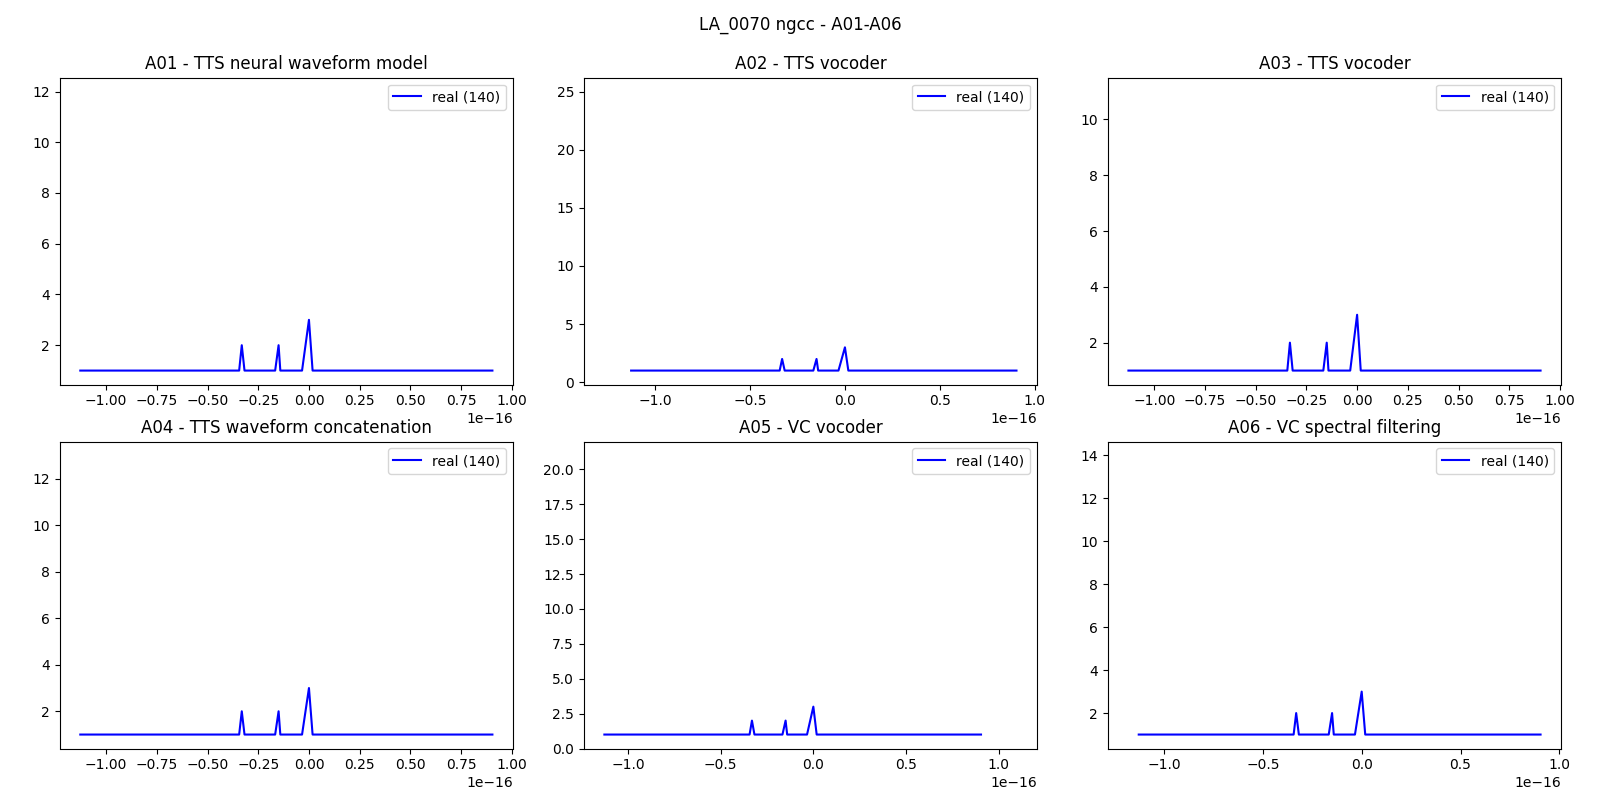 LA_0070 ngcc - A01-A06
A01 - TTS neural waveform model
12
10
8
6
4
2
real (140)
−1.00 −0.75 −0.50 −0.25 0.00 0.25 0.50 0.75 1.00
1e−16
A02 - TTS vocoder
25
20
15
10
5
0
real (140)
−1.0 −0.5 0.0 0.5 1.0
1e−16
A03 - TTS vocoder
10
8
6
4
2
real (140)
−1.00 −0.75 −0.50 −0.25 0.00 0.25 0.50 0.75 1.00
1e−16
A04 - TTS waveform concatenation
12
10
8
6
4
2
real (140)
−1.00 −0.75 −0.50 −0.25 0.00 0.25 0.50 0.75 1.00
1e−16
A05 - VC vocoder
20.0
17.5
15.0
12.5
10.0
7.5
5.0
2.5
0.0
real (140)
−1.0 −0.5 0.0 0.5 1.0
1e−16
A06 - VC spectral filtering
14
12
10
8
6
4
2
real (140)
−1.0 −0.5 0.0 0.5 1.0
1e−16